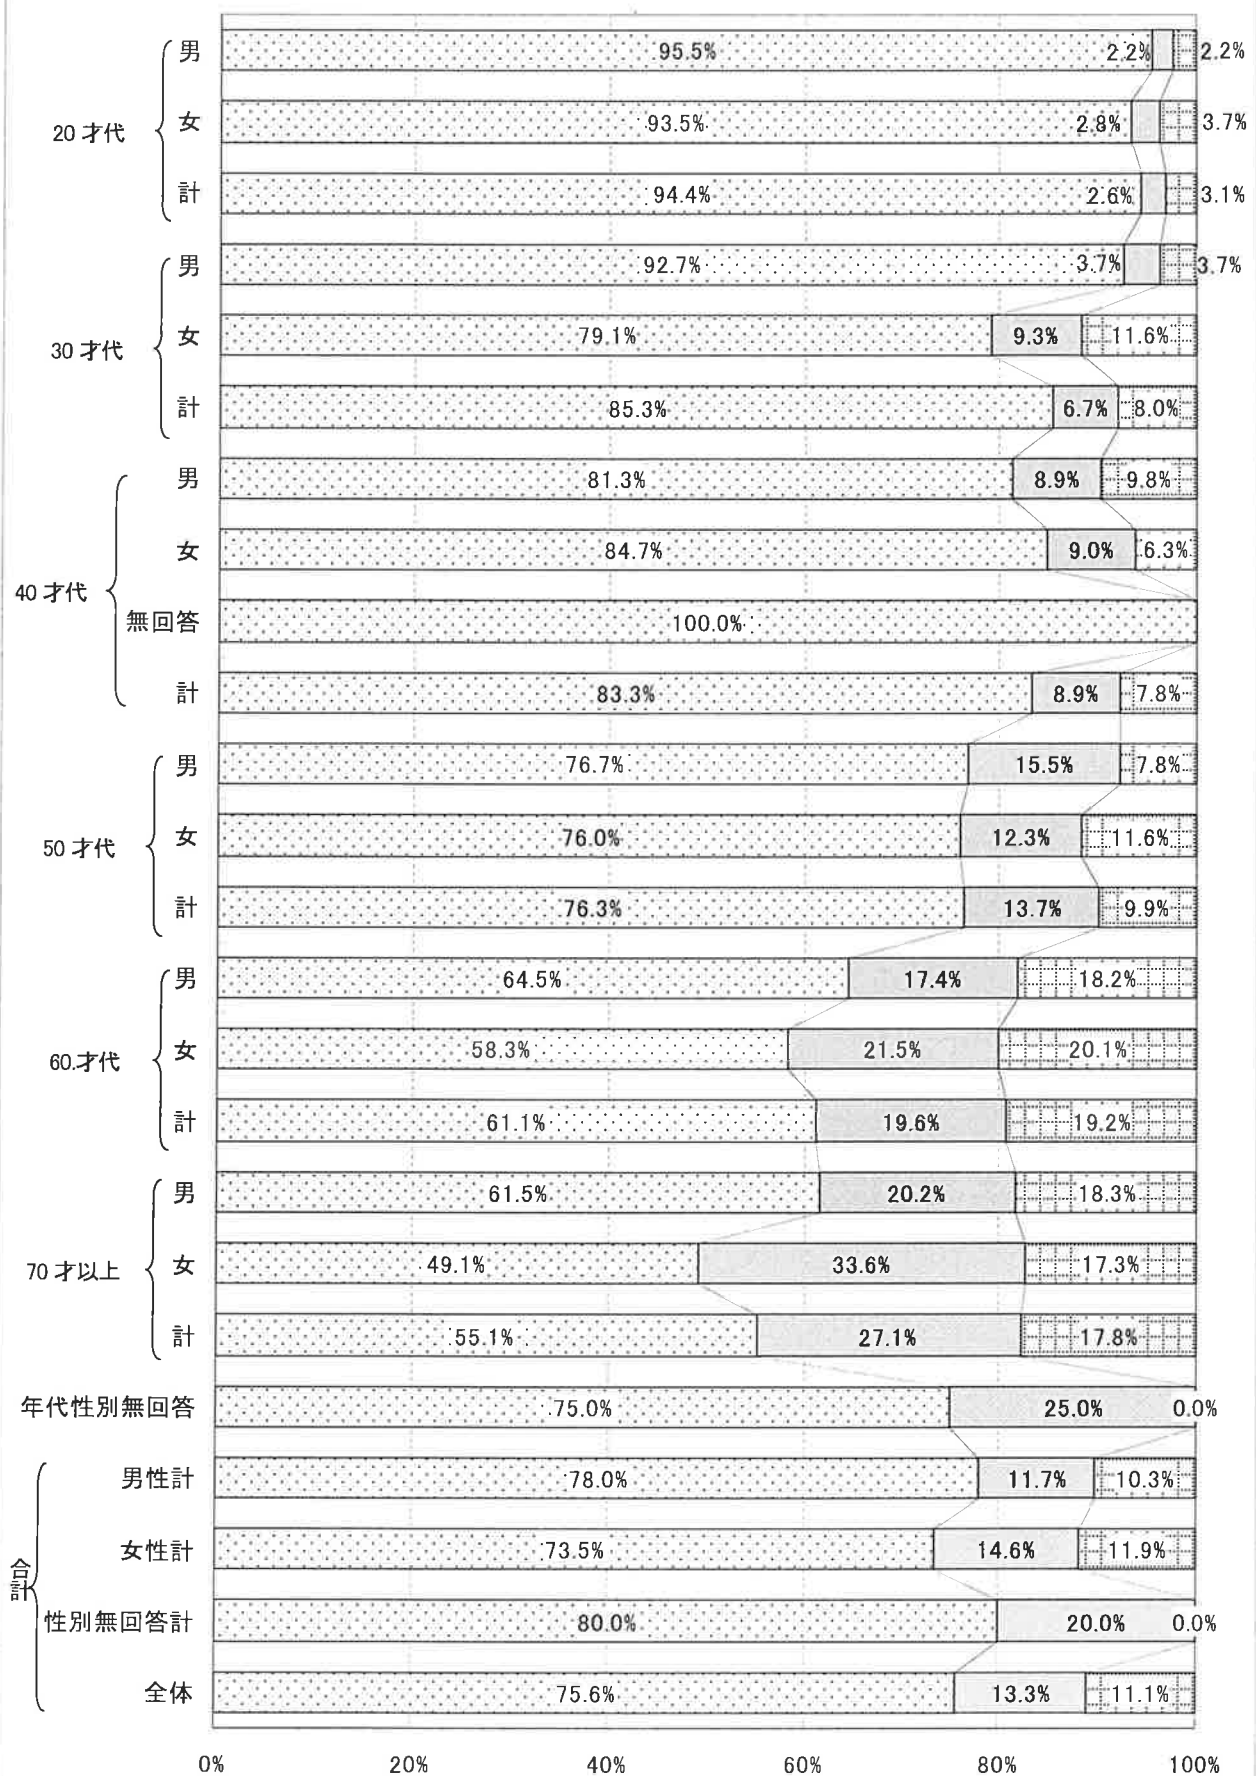 男 95.5% 2.2% 2.2%
20才代 女 93.5% 2.8% 3.7%
計 94.4% 2.6% 3.1%
男 92.7% 3.7% 3.7%
30才代 女 79.1% 9.3% 11.6%
計 85.3% 6.7% 8.0%
男 81.3% 8.9% 9.8%
女 84.7% 9.0% 6.3%
40才代 無回答 100.0%
計 83.3% 8.9% 7.8%
男 76.7% 15.5% 7.8%
50才代 女 76.0% 12.3% 11.6%
計 76.3% 13.7% 9.9%
男 64.5% 17.4% 18.2%
60.才代 女 58.3% 21.5% 20.1%
計 61.1% 19.6% 19.2%
男 61.5% 20.2% 18.3%
70才以上 女 49.1% 33.6% 17.3%
計 55.1% 27.1% 17.8%
年代性別無回答 75.0% 25.0% 0.0%
男性計 78.0% 11.7% 10.3%
女性計 73.5% 14.6% 11.9%
合計 性別無回答計 80.0% 20.0% 0.0%
全体 75.6% 13.3% 11.1%
0% 20% 40% 60% 80% 100%